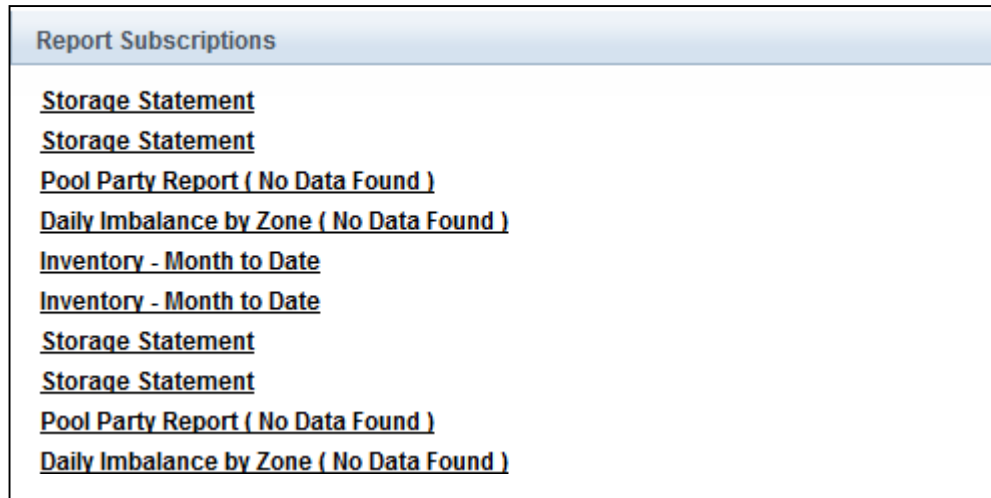 Report Subscriptions
Storage Statement
Storage Statement
Pool Party Report ( No Data Found )
Daily Imbalance by Zone ( No Data Found )
Inventory - Month to Date
Inventory - Month to Date
Storage Statement
Storage Statement
Pool Party Report ( No Data Found )
Daily Imbalance by Zone ( No Data Found )